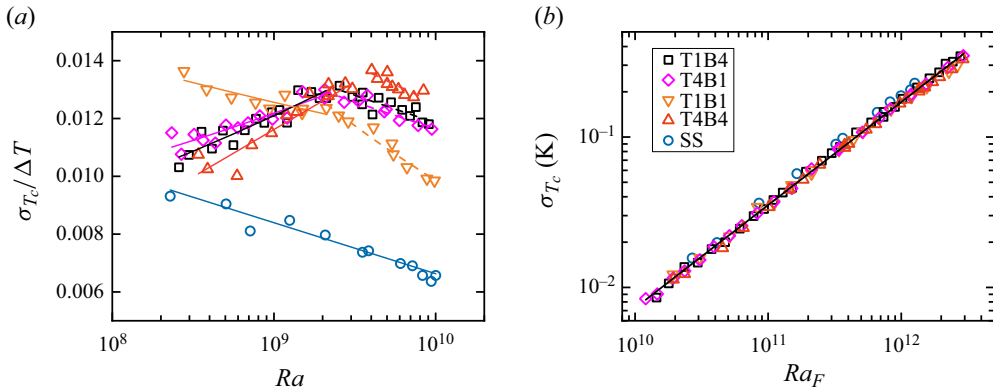 (a)
0.014
0.012
0.010
0.008
0.006
σ_{T_c}/ΔT
10^8
10^9
10^{10}
Ra
(b)
T1B4
T4B1
T1B1
T4B4
SS
10^{−1}
10^{−2}
σ_{T_c} (K)
10^{10}
10^{11}
10^{12}
Ra_F